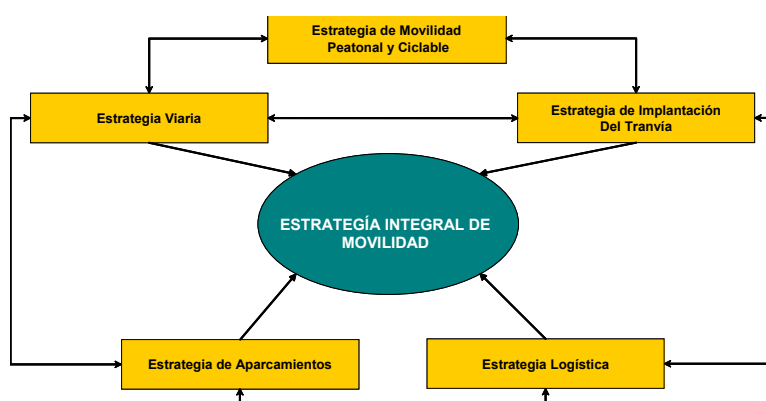 Estrategia de Movilidad
Peatonal y Ciclable
Estrategia Viaria
Estrategia de Implantación
Del Tranvía
ESTRATEGÍA INTEGRAL DE
MOVILIDAD
Estrategia de Aparcamientos
Estrategia Logística